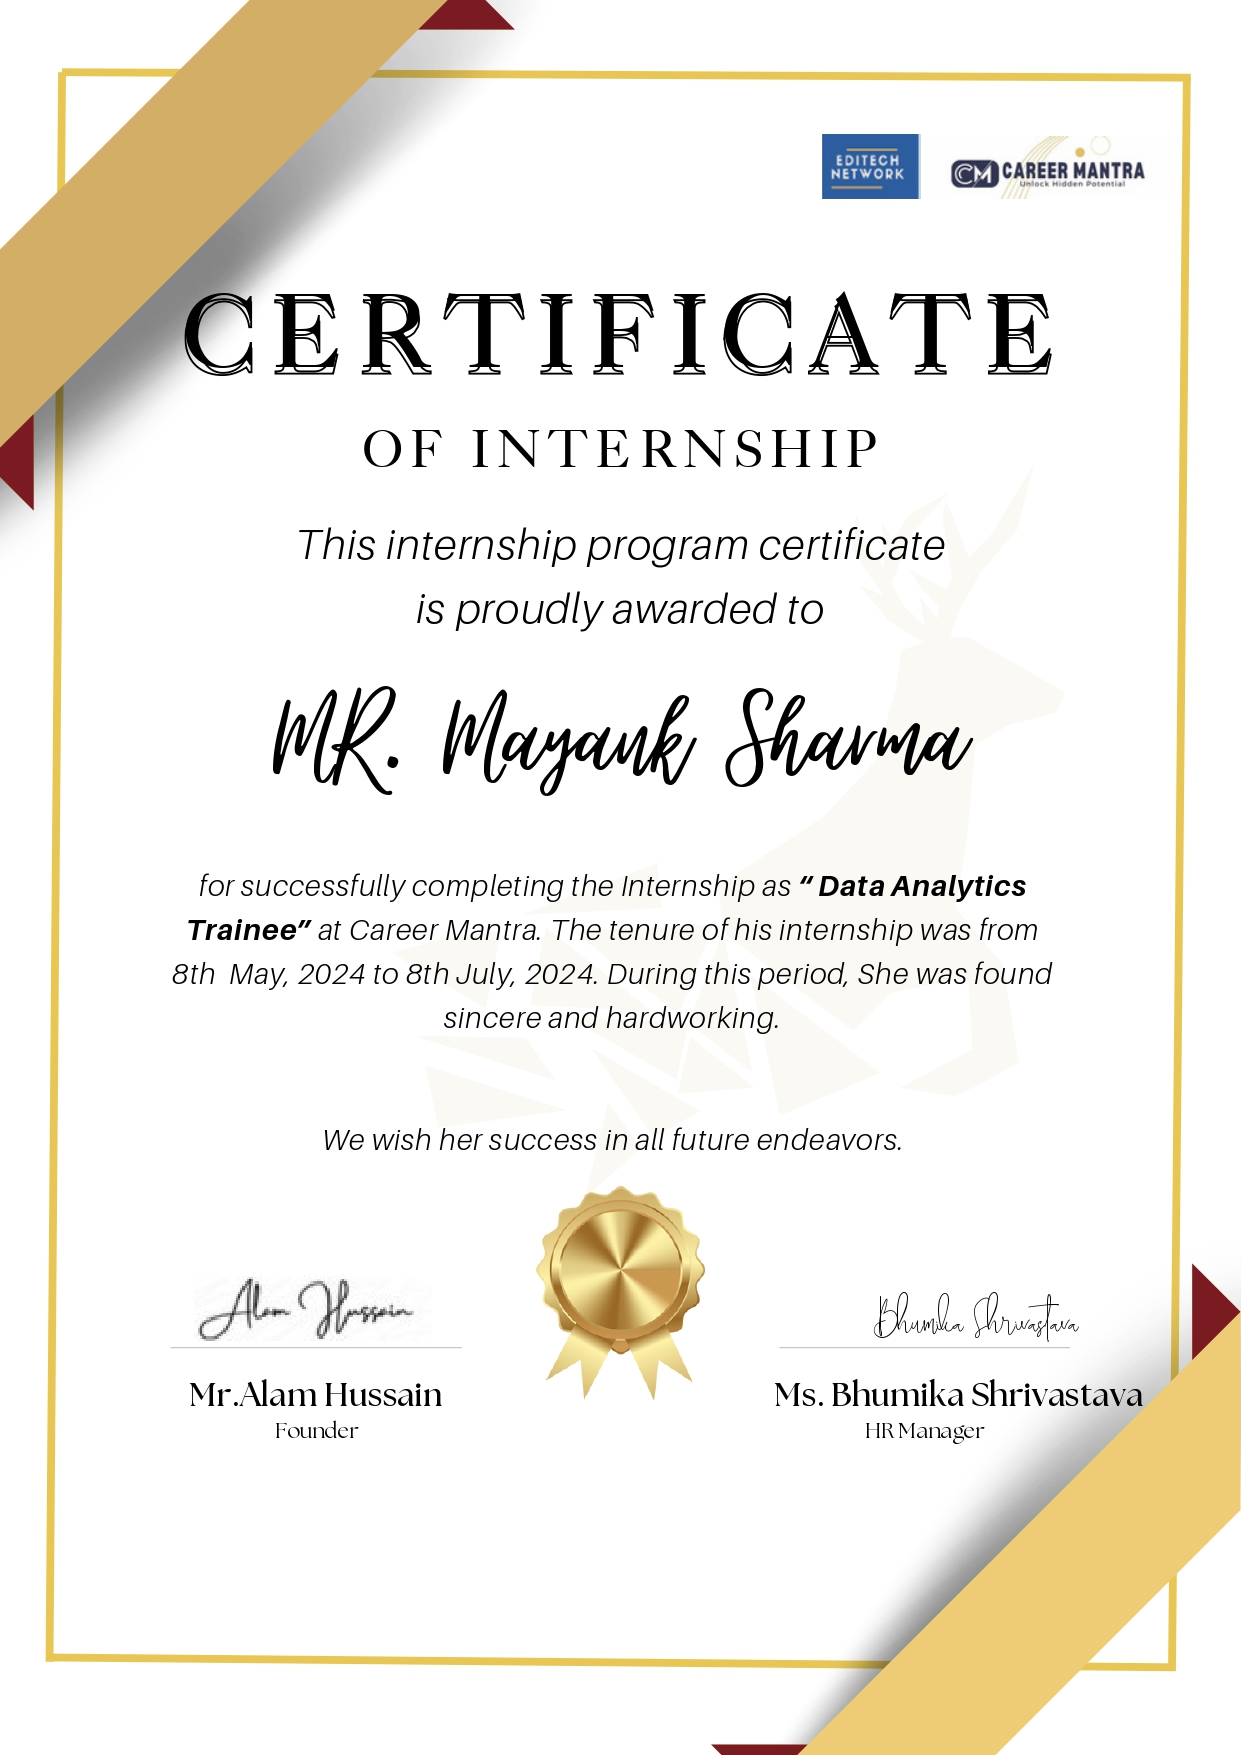 EDITECH
NETWORK
CM CAREER MANTRA
Unlock Hidden Potential
CERTIFICATE
OF INTERNSHIP
This internship program certificate
is proudly awarded to
MR. Mayank Sharma
for successfully completing the Internship as “ Data Analytics
Trainee” at Career Mantra. The tenure of his internship was from
8th  May, 2024 to 8th July, 2024. During this period, She was found
sincere and hardworking.
We wish her success in all future endeavors.
Alam Hussain
Bhumika Shrivastava
Mr.Alam Hussain
Ms. Bhumika Shrivastava
Founder
HR Manager